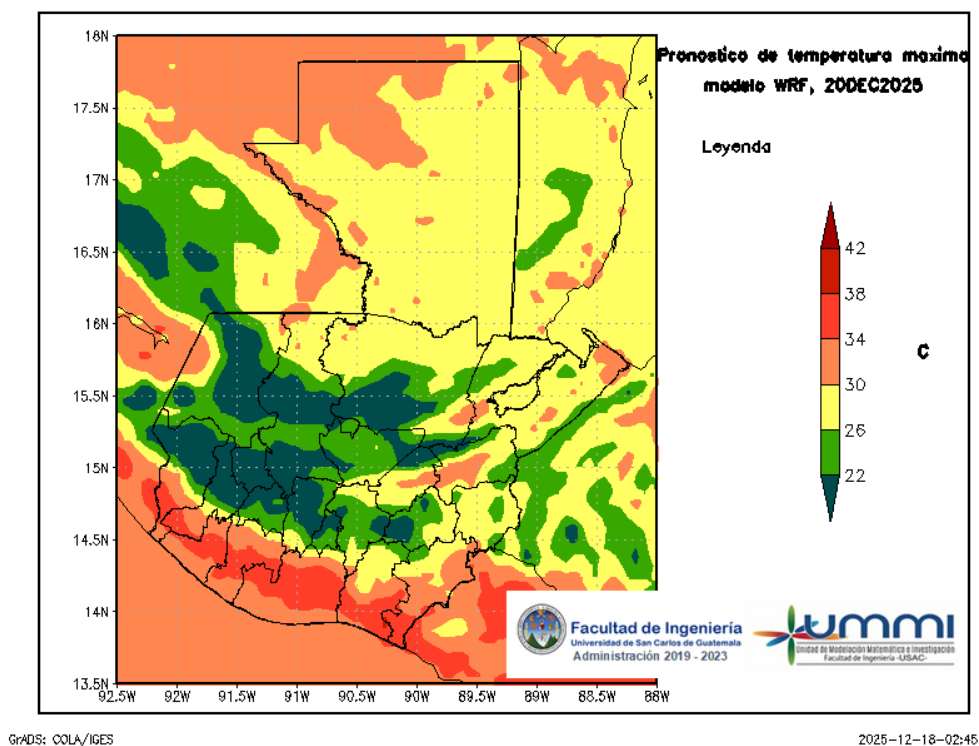 Pronostico de temperatura maxima
modelo WRF, 20DEC2025
Leyenda
42
38
34
30
26
22
C
18N
17.5N
17N
16.5N
16N
15.5N
15N
14.5N
14N
13.5N
92.5W
92W
91.5W
91W
90.5W
90W
89.5W
89W
88.5W
88W
Facultad de Ingeniería
Universidad de San Carlos de Guatemala
Administración 2019 - 2023
ummi
Unidad de Modelación Matemática e Investigación
Facultad de Ingeniería -USAC-
GrADS: COLA/IGES
2025-12-18-02:45